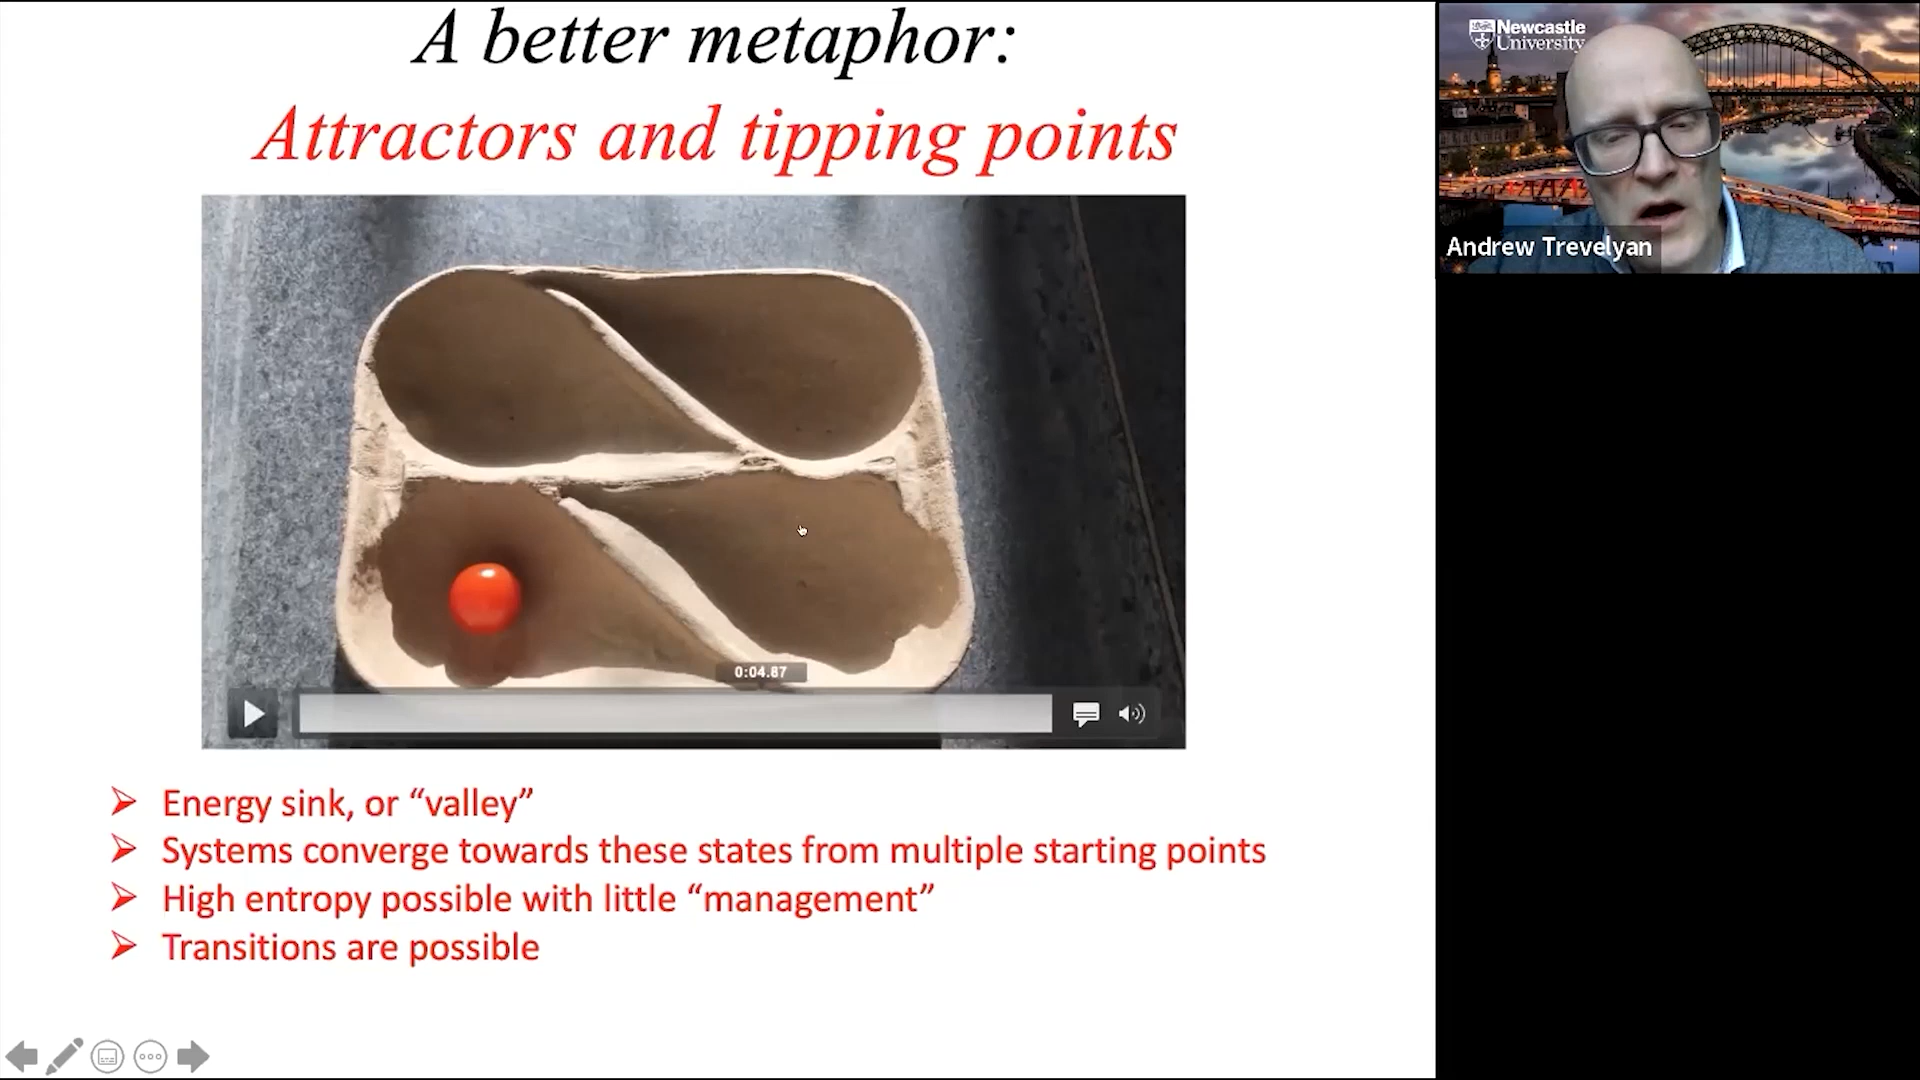 A better metaphor:
Attractors and tipping points
0:04.87
Energy sink, or “valley”
Systems converge towards these states from multiple starting points
High entropy possible with little “management”
Transitions are possible
Newcastle
University
Andrew Trevelyan